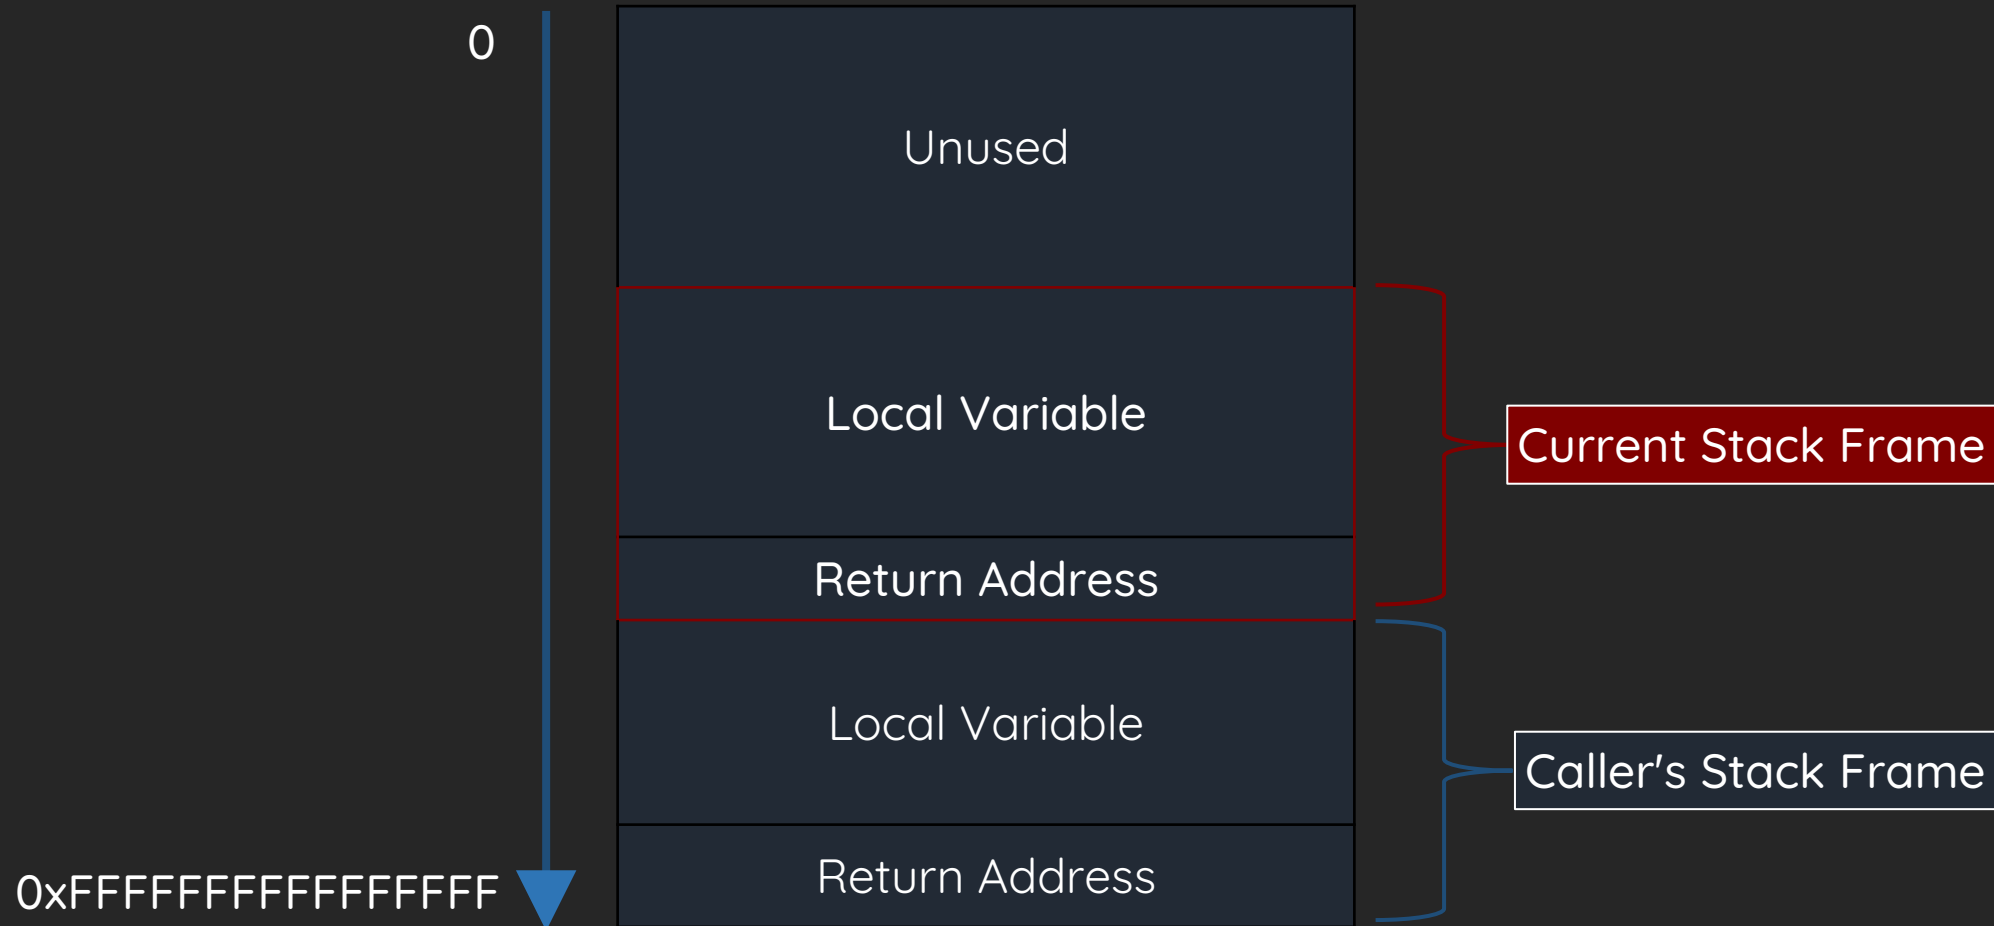 0
Unused
Local Variable
Current Stack Frame
Return Address
Local Variable
Caller's Stack Frame
Return Address
0xFFFFFFFFFFFFFFFF